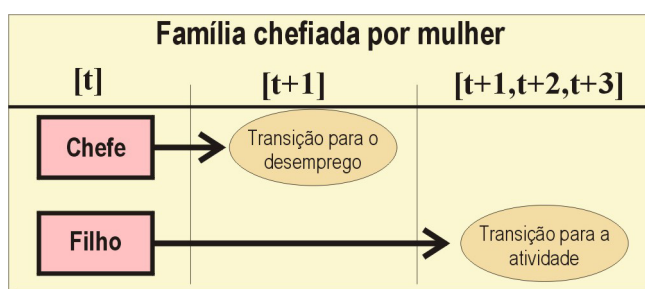 Família chefiada por mulher
[t] [t+1] [t+1,t+2,t+3]
Chefe
Transição para o
desemprego
Filho
Transição para a
atividade